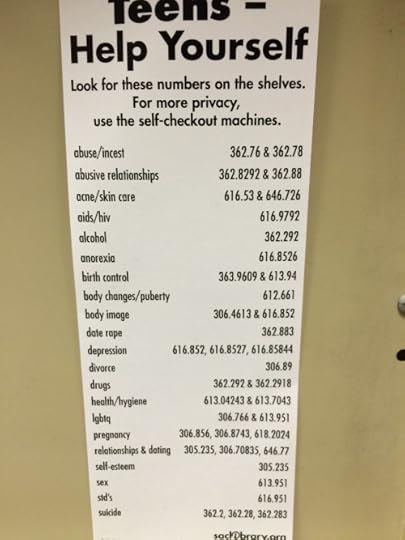 Teens –
Help Yourself
Look for these numbers on the shelves.
For more privacy,
use the self-checkout machines.
abuse/incest 362.76 & 362.78
abusive relationships 362.8292 & 362.88
acne/skin care 616.53 & 646.726
aids/hiv 616.9792
alcohol 362.292
anorexia 616.8526
birth control 363.9609 & 613.94
body changes/puberty 612.661
body image 306.4613 & 616.852
date rape 362.883
depression 616.852, 616.8527, 616.85844
divorce 306.89
drugs 362.292 & 362.2918
health/hygiene 613.04243 & 613.7043
lgbtq 306.766 & 613.951
pregnancy 306.856, 306.8743, 618.2024
relationships & dating 305.235, 306.70835, 646.77
self-esteem 305.235
sex 613.951
std's 616.951
suicide 362.2, 362.28, 362.283
saclibrary.org